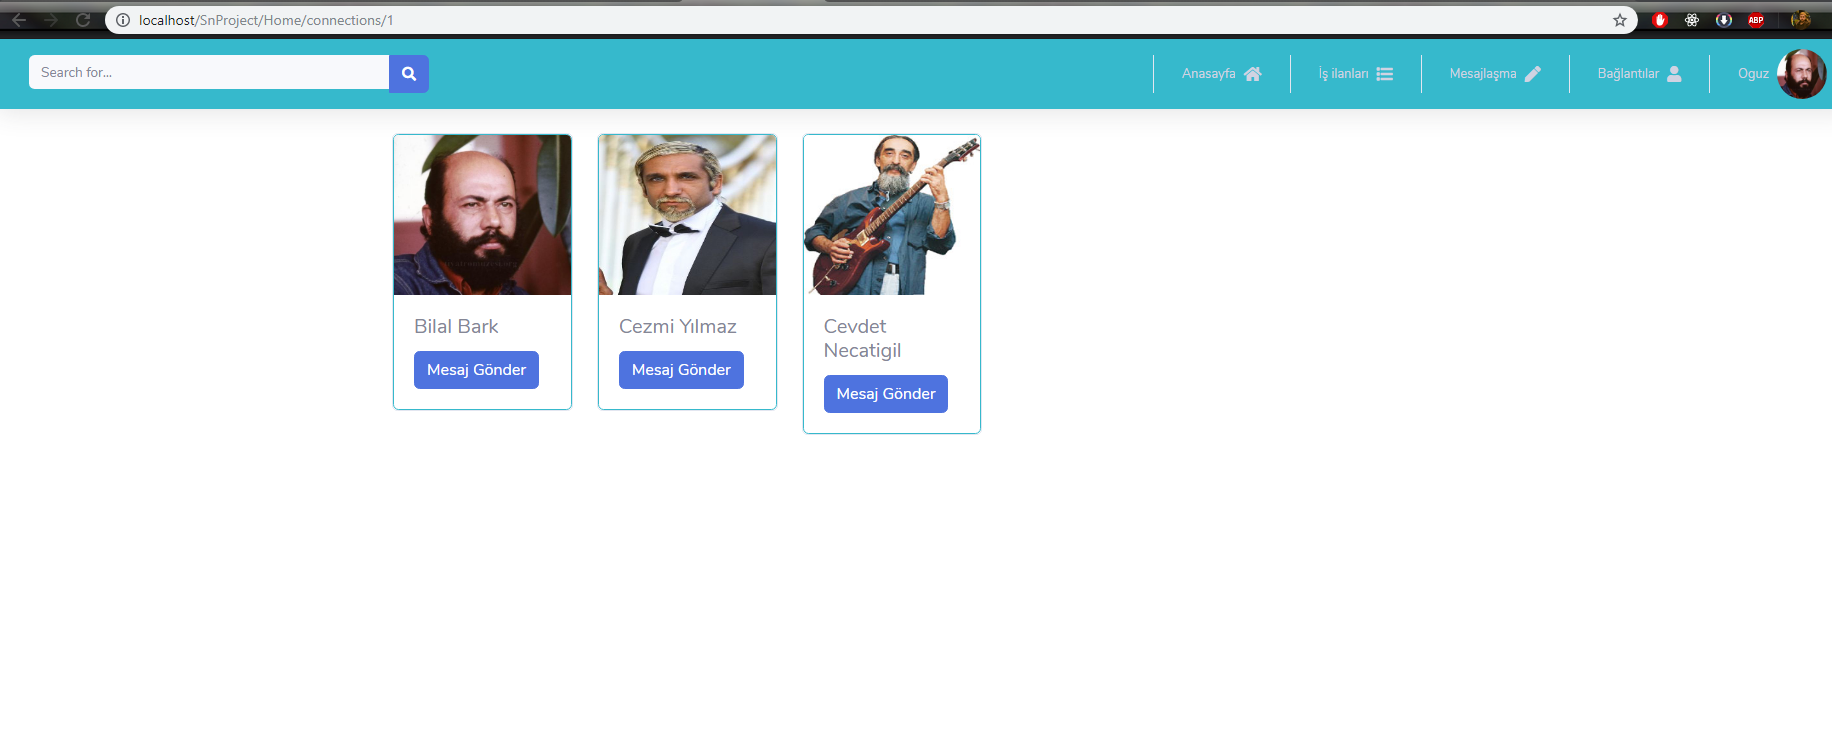 localhost/SnProject/Home/connections/1
ABP
Search for...
Anasayfa
İş ilanları
Mesajlaşma
Bağlantılar
Oguz
Bilal Bark
Mesaj Gönder
Cezmi Yılmaz
Mesaj Gönder
Cevdet
Necatigil
Mesaj Gönder